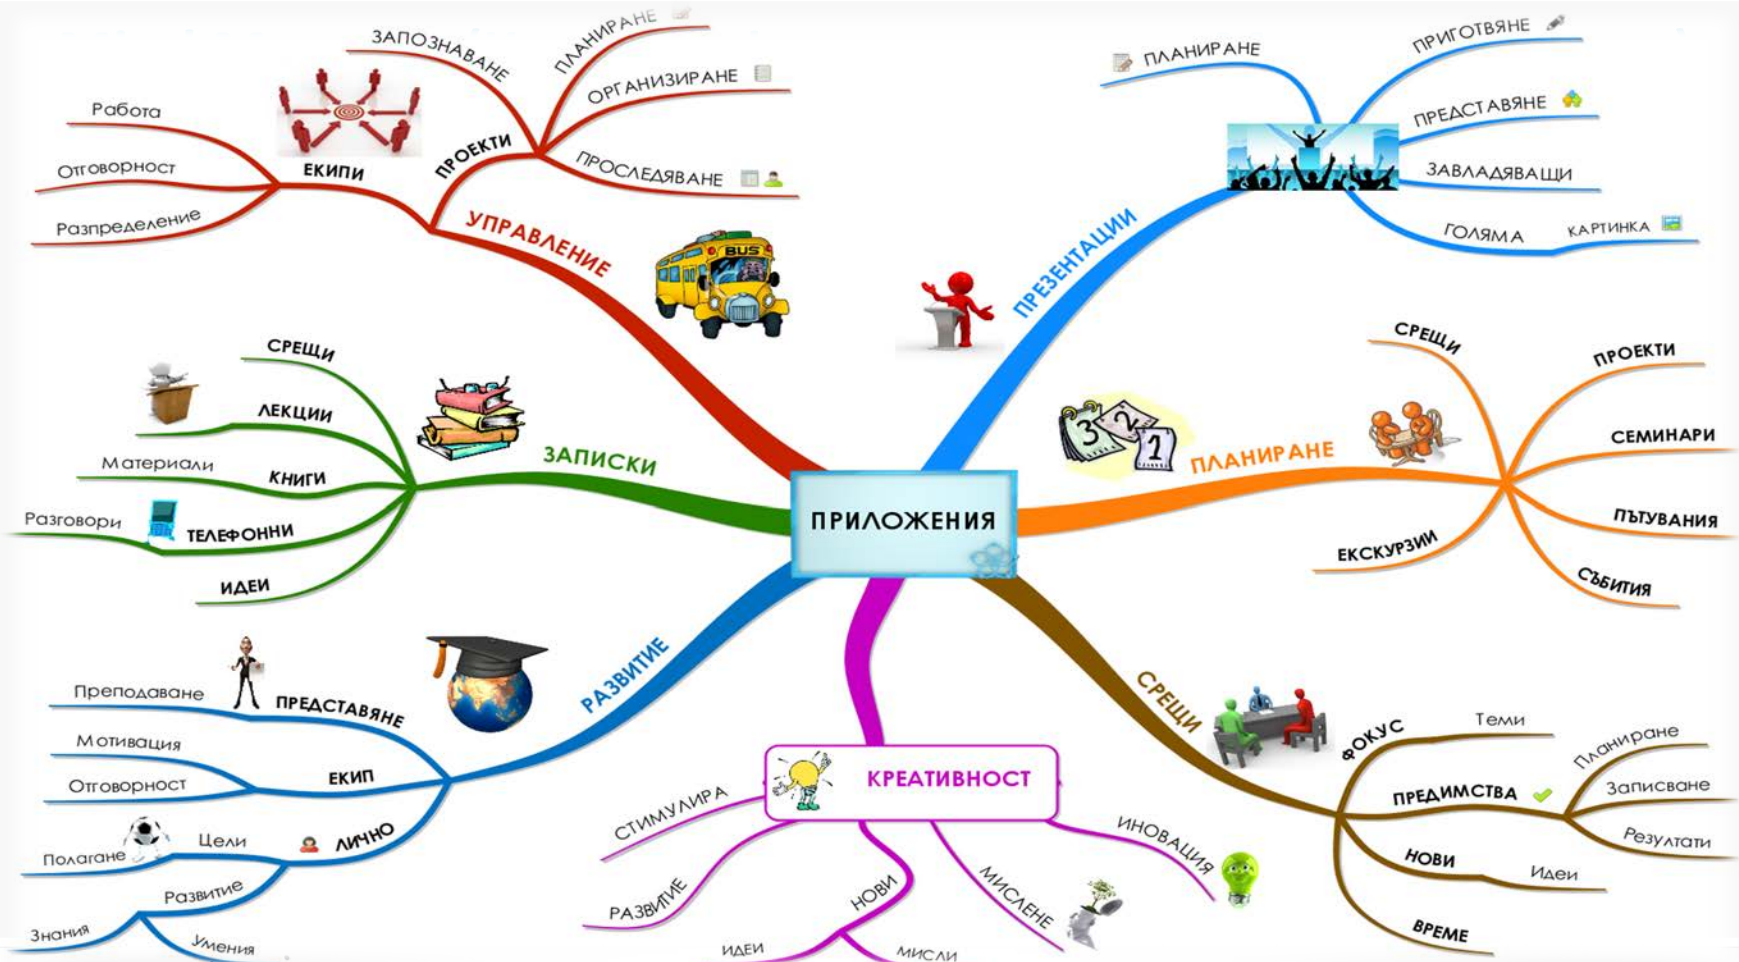 ПРИЛОЖЕНИЯ
УПРАВЛЕНИЕ
ЕКИПИ
Работа
Отговорност
Разпределение
ПРОЕКТИ
ЗАПОЗНАВАНЕ
ПЛАНИРАНЕ
ОРГАНИЗИРАНЕ
ПРОСЛЕДЯВАНЕ
BUS
ПРЕЗЕНТАЦИИ
ПЛАНИРАНЕ
ПРИГОТВЯНЕ
ПРЕДСТАВЯНЕ
ЗАВЛАДЯВАЩИ
ГОЛЯМА
КАРТИНКА
ПЛАНИРАНЕ
3
2
1
СРЕЩИ
ПРОЕКТИ
СЕМИНАРИ
ПЪТУВАНИЯ
СЪБИТИЯ
ЕКСКУРЗИИ
СРЕЩИ
ФОКУС
Теми
ПРЕДИМСТВА
Планиране
Записване
Резултати
НОВИ
Идеи
ВРЕМЕ
КРЕАТИВНОСТ
СТИМУЛИРА
РАЗВИТИЕ
НОВИ
ИДЕИ
МИСЛИ
МИСЛЕНЕ
ИНОВАЦИЯ
РАЗВИТИЕ
ПРЕДСТАВЯНЕ
Преподаване
ЕКИП
Мотивация
Отговорност
ЛИЧНО
Цели
Полагане
Развитие
Знания
Умения
ЗАПИСКИ
СРЕЩИ
ЛЕКЦИИ
КНИГИ
Материали
ТЕЛЕФОННИ
Разговори
ИДЕИ